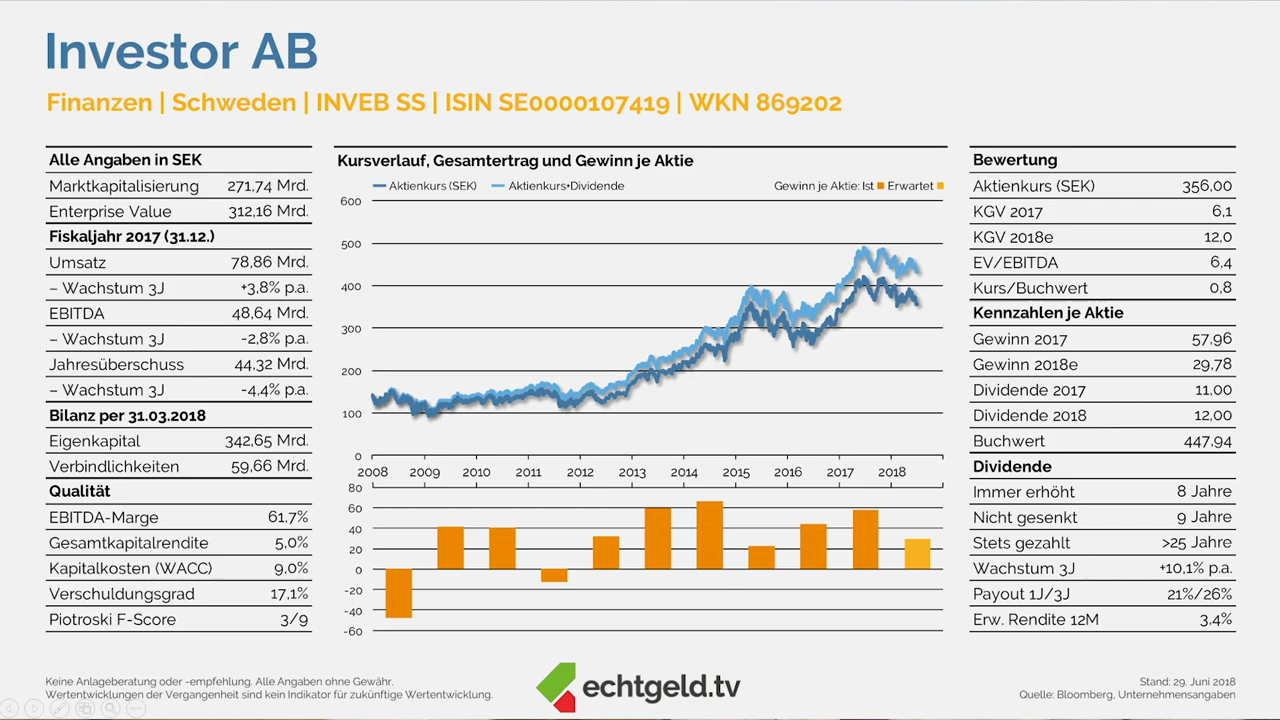 Investor AB
Finanzen | Schweden | INVEB SS | ISIN SE0000107419 | WKN 869202
Alle Angaben in SEK
Marktkapitalisierung 271,74 Mrd.
Enterprise Value 312,16 Mrd.
Fiskaljahr 2017 (31.12.)
Umsatz 78,86 Mrd.
– Wachstum 3J +3,8% p.a.
EBITDA 48,64 Mrd.
– Wachstum 3J -2,8% p.a.
Jahresüberschuss 44,32 Mrd.
– Wachstum 3J -4,4% p.a.
Bilanz per 31.03.2018
Eigenkapital 342,65 Mrd.
Verbindlichkeiten 59,66 Mrd.
Qualität
EBITDA-Marge 61,7%
Gesamtkapitalrendite 5,0%
Kapitalkosten (WACC) 9,0%
Verschuldungsgrad 17,1%
Piotroski F-Score 3/9
Kursverlauf, Gesamtertrag und Gewinn je Aktie
Aktienkurs (SEK) Aktienkurs+Dividende Gewinn je Aktie: Ist Erwartet
600
500
400
300
200
100
0
2008 2009 2010 2011 2012 2013 2014 2015 2016 2017 2018
80
60
40
20
0
-20
-40
-60
Bewertung
Aktienkurs (SEK) 356,00
KGV 2017 6,1
KGV 2018e 12,0
EV/EBITDA 6,4
Kurs/Buchwert 0,8
Kennzahlen je Aktie
Gewinn 2017 57,96
Gewinn 2018e 29,78
Dividende 2017 11,00
Dividende 2018 12,00
Buchwert 447,94
Dividende
Immer erhöht 8 Jahre
Nicht gesenkt 9 Jahre
Stets gezahlt >25 Jahre
Wachstum 3J +10,1% p.a.
Payout 1J/3J 21%/26%
Erw. Rendite 12M 3,4%
Keine Anlageberatung oder -empfehlung. Alle Angaben ohne Gewähr.
Wertentwicklungen der Vergangenheit sind kein Indikator für zukünftige Wertentwicklung.
echtgeld.tv
Stand: 29. Juni 2018
Quelle: Bloomberg, Unternehmensangaben